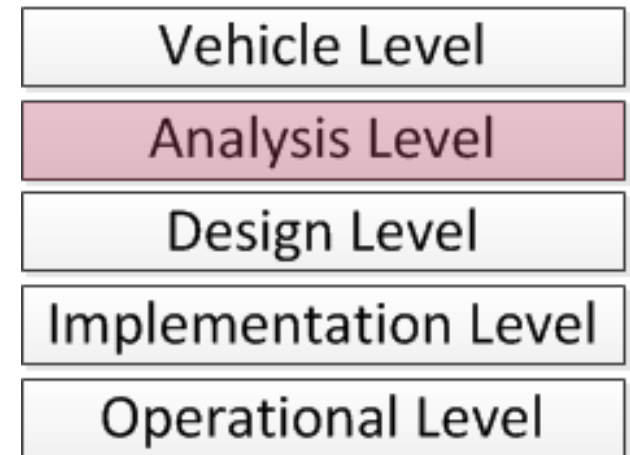 Vehicle Level
Analysis Level
Design Level
Implementation Level
Operational Level